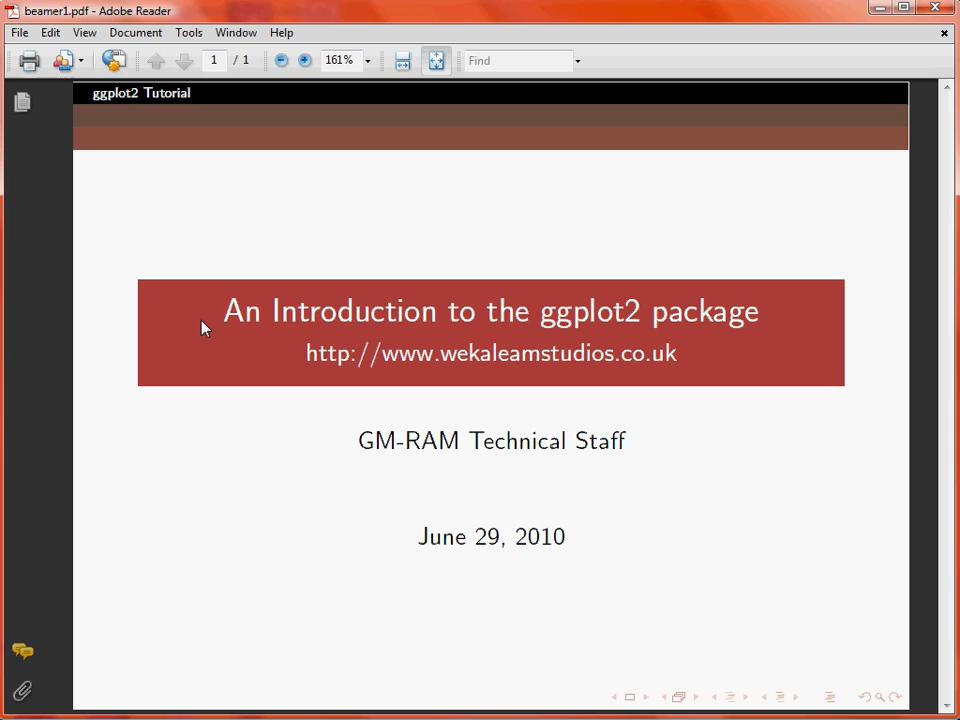 beamer1.pdf - Adobe Reader
File Edit View Document Tools Window Help
1 / 1 161% Find
ggplot2 Tutorial
An Introduction to the ggplot2 package
http://www.wekaleamstudios.co.uk
GM-RAM Technical Staff
June 29, 2010